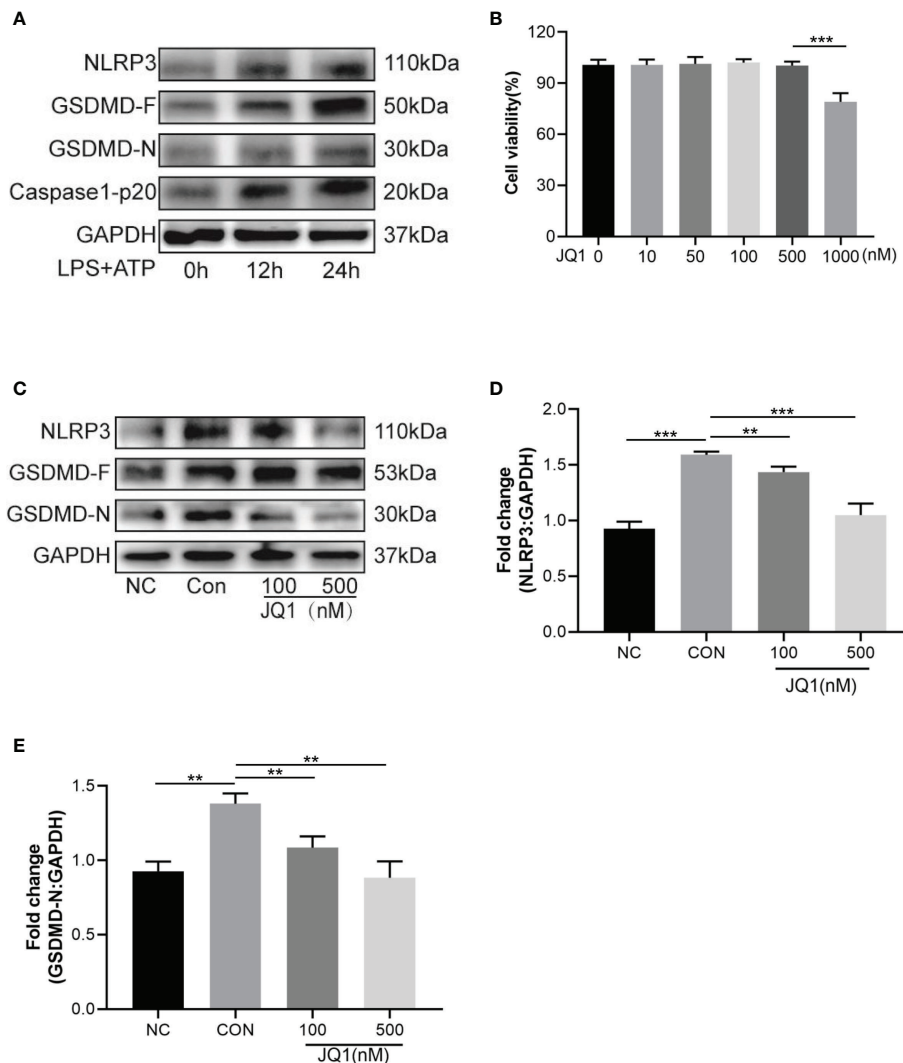 A
NLRP3 110kDa
GSDMD-F 50kDa
GSDMD-N 30kDa
Caspase1-p20 20kDa
GAPDH 37kDa
LPS+ATP 0h 12h 24h
B
Cell viability(%)
120
90
60
30
0
***
JQ1 0 10 50 100 500 1000 (nM)
C
NLRP3 110kDa
GSDMD-F 53kDa
GSDMD-N 30kDa
GAPDH 37kDa
NC Con 100 500
JQ1 (nM)
D
Fold change
(NLRP3:GAPDH)
2.0
1.5
1.0
0.5
0.0
***
*** **
NC CON 100 500
JQ1(nM)
E
Fold change
(GSDMD-N:GAPDH)
1.5
1.0
0.5
0.0
**
** **
NC CON 100 500
JQ1(nM)